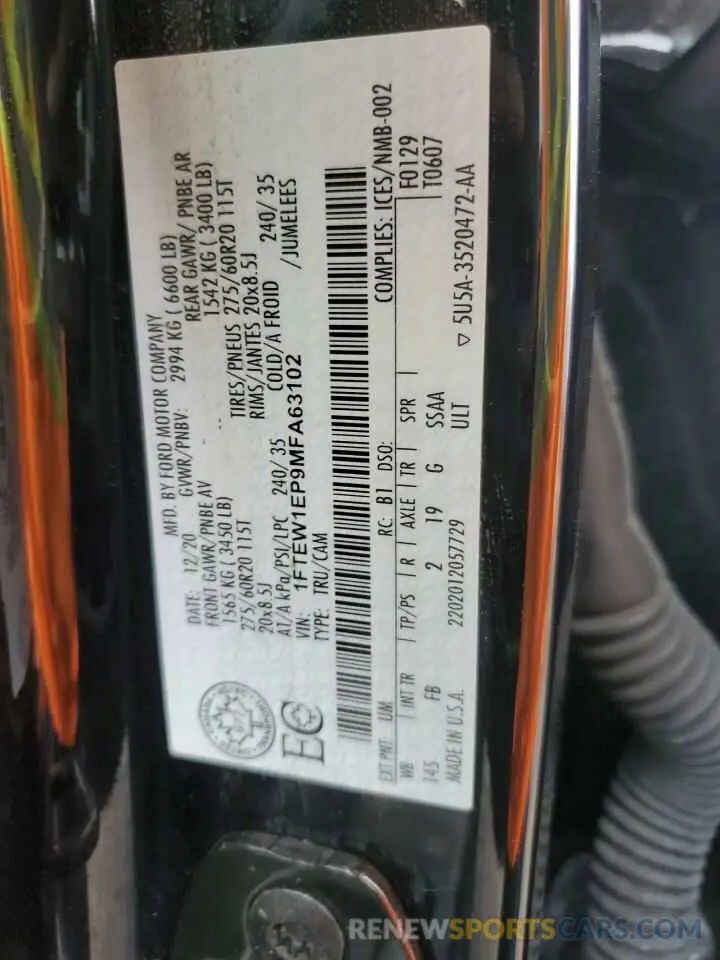 MFD. BY FORD MOTOR COMPANY
DATE: 12/20 GVWR/PNBV: 2994 KG ( 6600 LB)
FRONT GAWR/PNBE AV REAR GAWR/ PNBE AR
1565 KG ( 3450 LB) 1542 KG ( 3400 LB)
275/60R20 115T TIRES/PNEUS 275/60R20 115T
20x8.5J RIMS/JANTES 20x8.5J
AT/A kPa/PSI/LPC 240/ 35 COLD/A FROID 240/ 35
VIN: 1FTEW1EP9MFA63102 /JUMELEES
TYPE: TRU/CAM
EC
EXT PNT: UM RC: B1 DSO: COMPLIES: ICES/NMB-002
WB INT TR TP/PS R AXLE TR SPR F0129
T0607
145 FB 2 19 G SSAA
ULT
MADE IN U.S.A. 2202012057729 ▽ 5U5A-3520472-AA
RENEWSPORTSCARS.COM